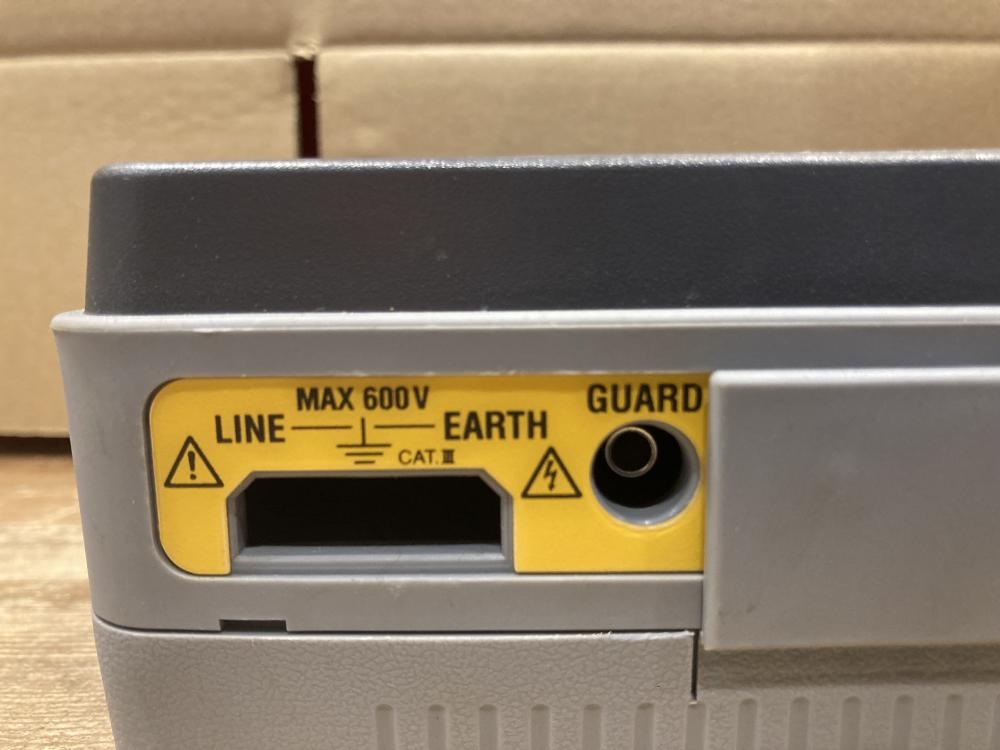 MAX 600V
GUARD
LINE
EARTH
CAT. III